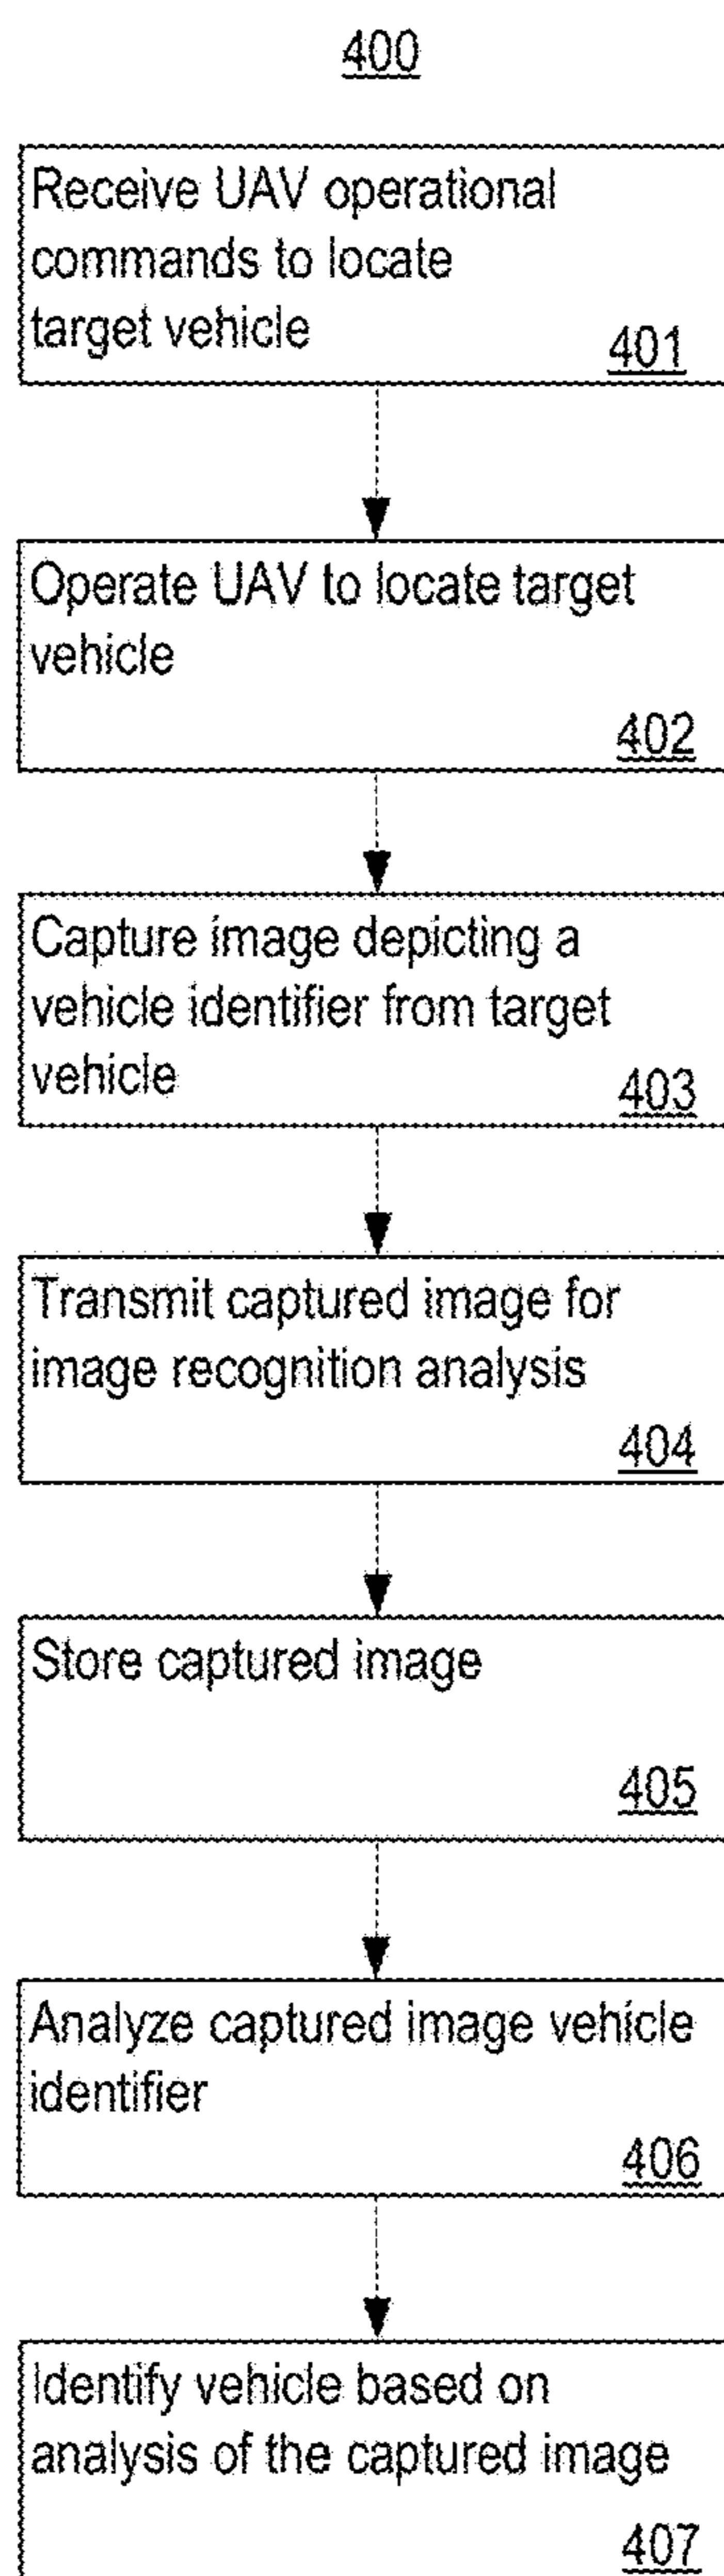 400
Receive UAV operational
commands to locate
target vehicle
401
Operate UAV to locate target
vehicle
402
Capture image depicting a
vehicle identifier from target
vehicle
403
Transmit captured image for
image recognition analysis
404
Store captured image
405
Analyze captured image vehicle
identifier
406
Identify vehicle based on
analysis of the captured image
407